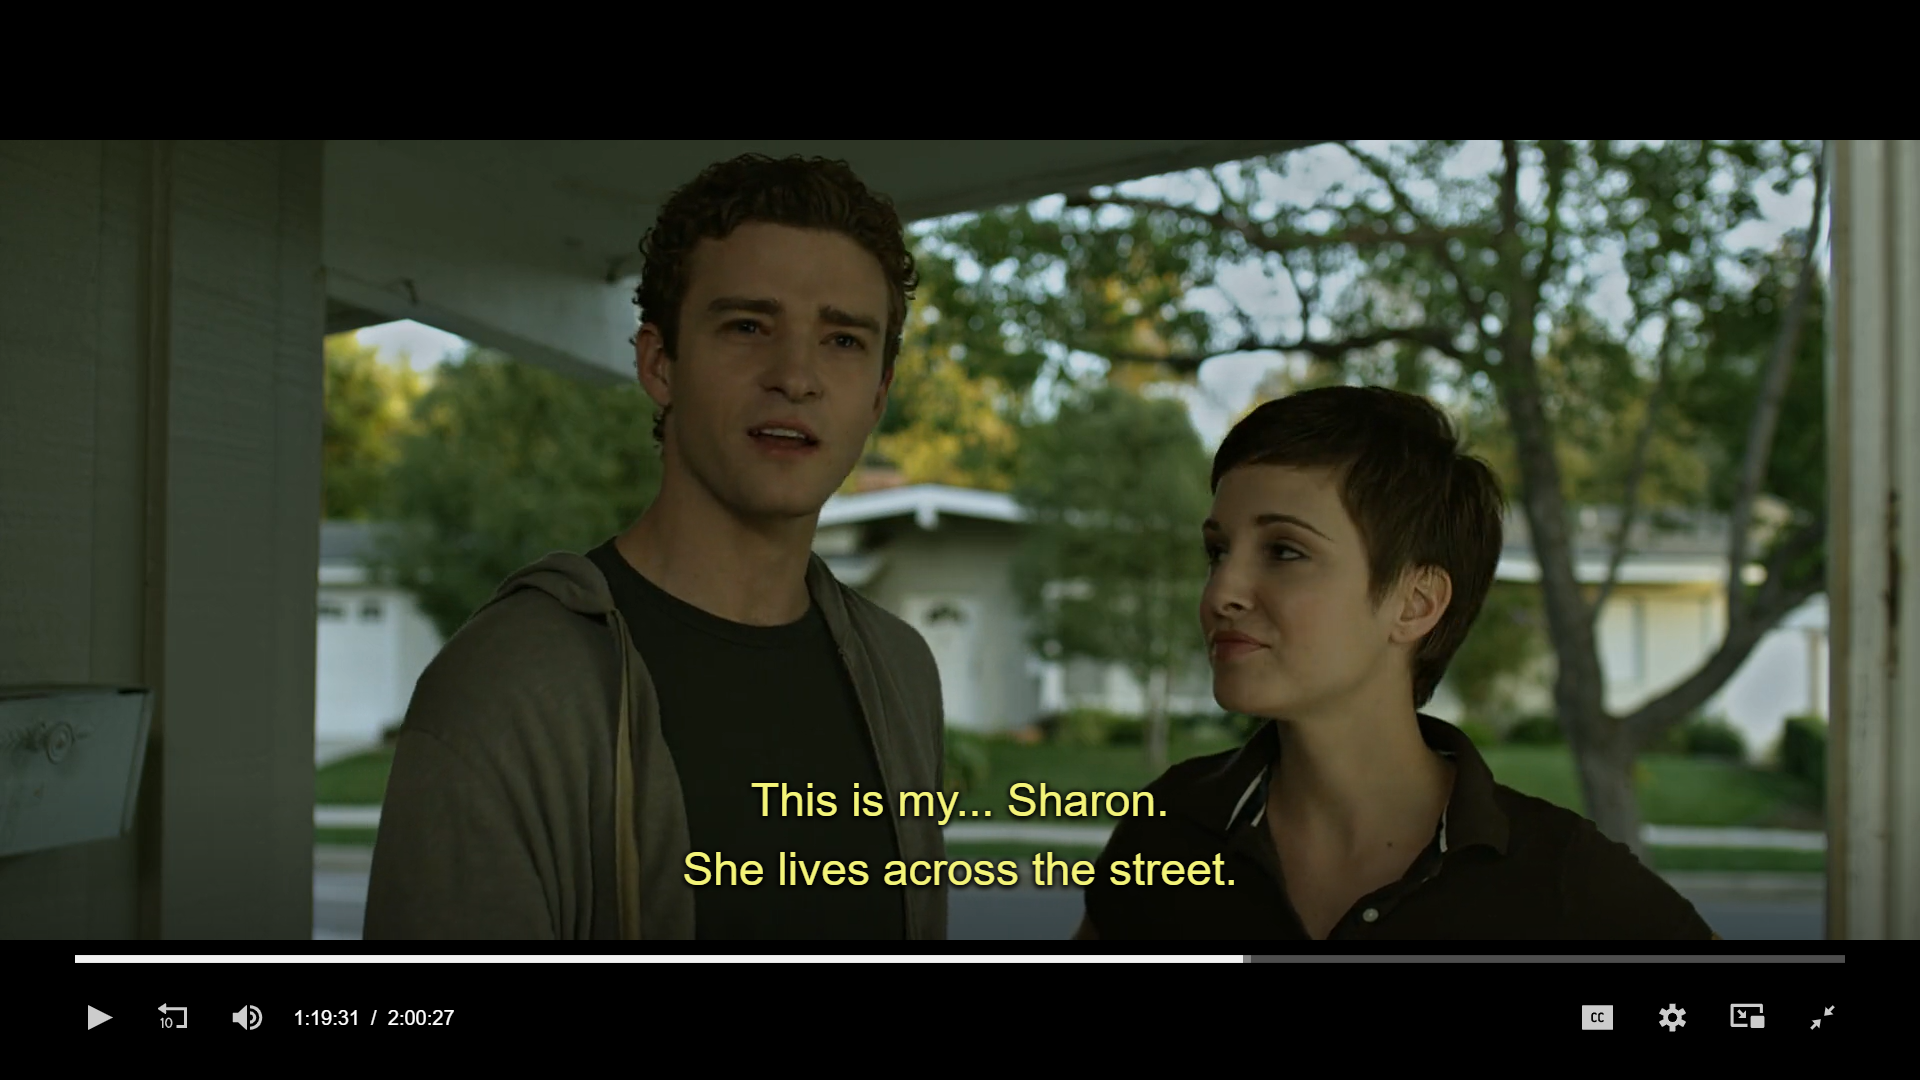 This is my... Sharon.
She lives across the street.
10 1:19:31 / 2:00:27 CC